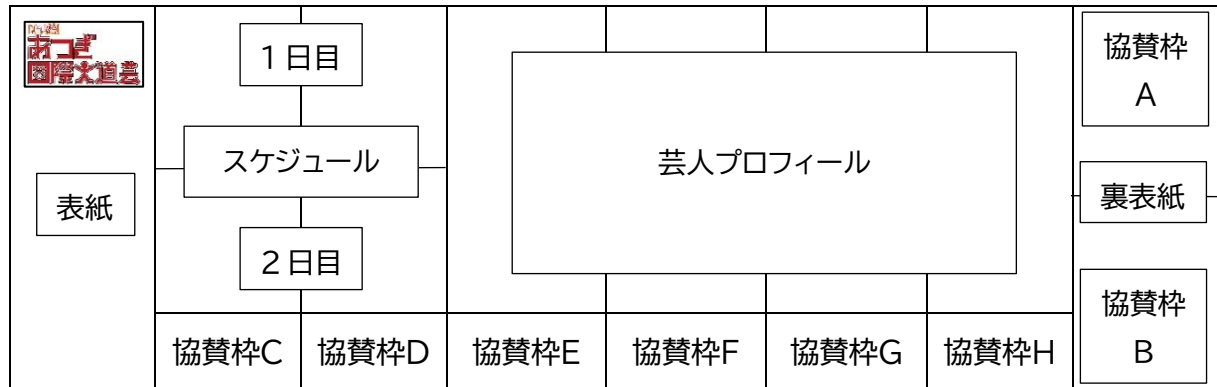 ひっ星!
あつぎ
国際大道芸
表紙
1日目
スケジュール
2日目
芸人プロフィール
協賛枠
A
裏表紙
協賛枠
B
協賛枠C
協賛枠D
協賛枠E
協賛枠F
協賛枠G
協賛枠H